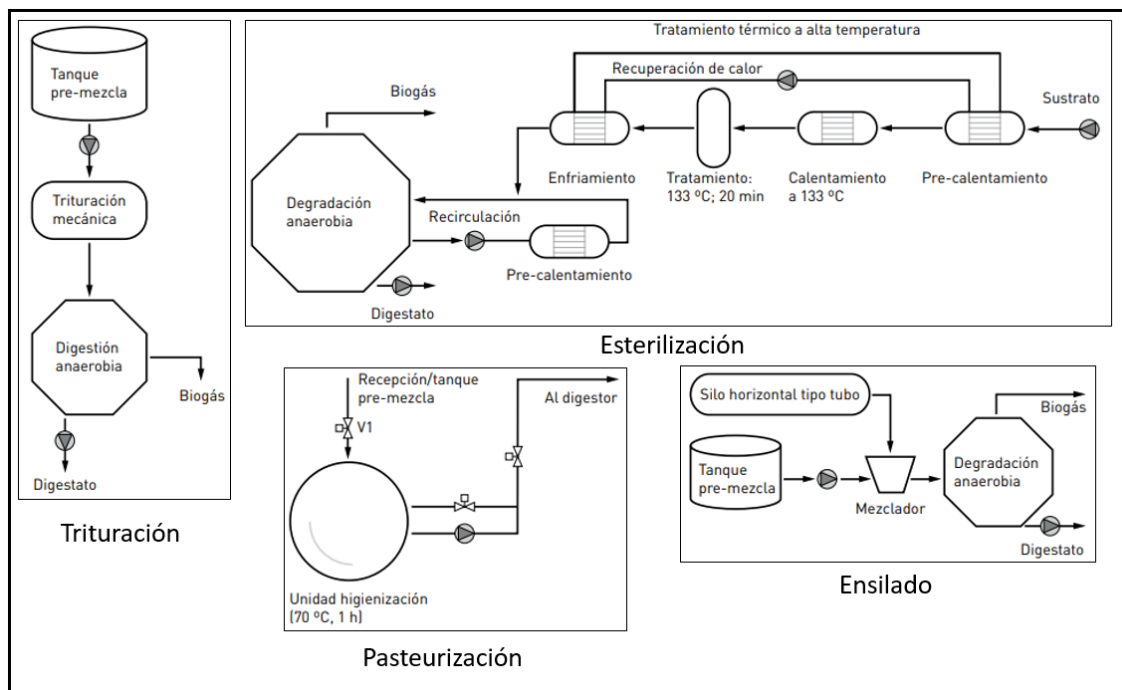 Tanque
pre-mezcla
Trituración
mecánica
Digestión
anaerobia
Biogás
Digestato
Trituración
Tratamiento térmico a alta temperatura
Recuperación de calor
Biogás
Sustrato
Enfriamiento
Tratamiento:
133 ºC; 20 min
Calentamiento
a 133 ºC
Pre-calentamiento
Degradación
anaerobia
Recirculación
Pre-calentamiento
Digestato
Esterilización
Recepción/tanque
pre-mezcla
V1
Al digestor
Unidad higienización
(70 ºC, 1 h)
Pasteurización
Silo horizontal tipo tubo
Biogás
Tanque
pre-mezcla
Mezclador
Degradación
anaerobia
Digestato
Ensilado